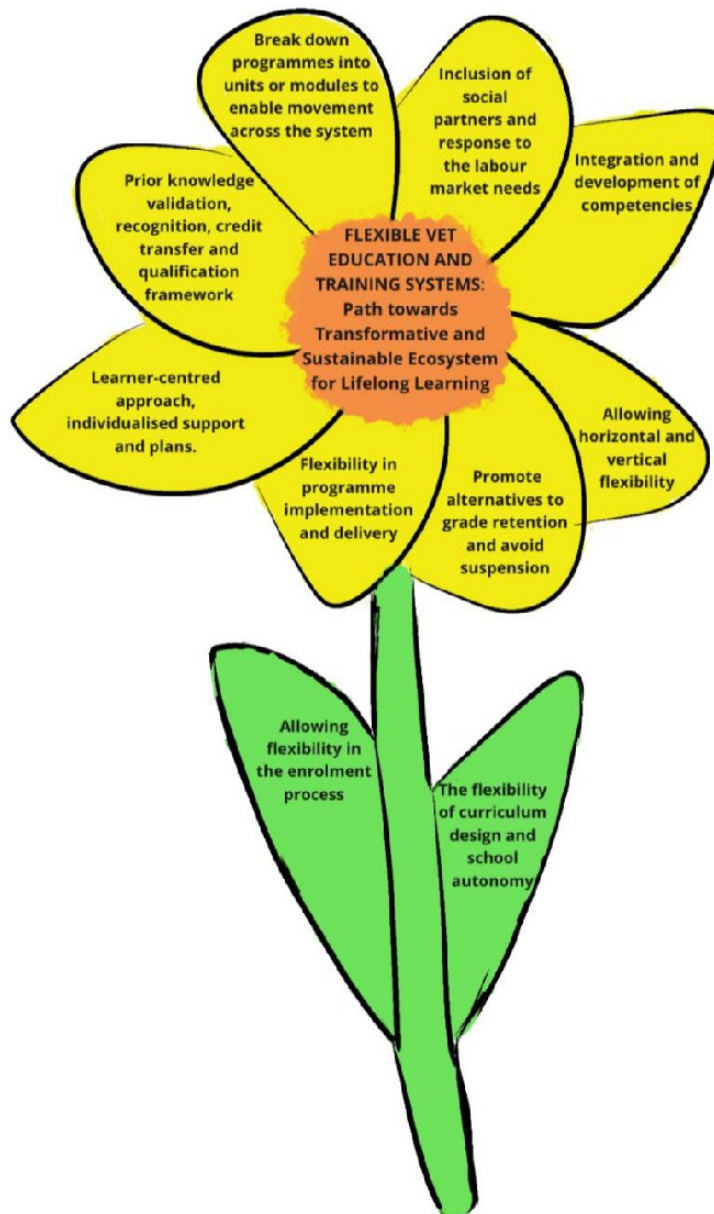 Break down
programmes into
units or modules to
enable movement
across the system
Inclusion of
social
partners and
response to
the labour
market needs
Integration and
development of
competencies
Prior knowledge
validation,
recognition, credit
transfer and
qualification
framework
FLEXIBLE VET
EDUCATION AND
TRAINING SYSTEMS:
Path towards
Transformative and
Sustainable Ecosystem
for Lifelong Learning
Learner-centred
approach,
individualised support
and plans.
Flexibility in
programme
implementation
and delivery
Promote
alternatives to
grade retention
and avoid
suspension
Allowing
horizontal and
vertical
flexibility
Allowing
flexibility in
the enrolment
process
The flexibility
of curriculum
design and
school
autonomy